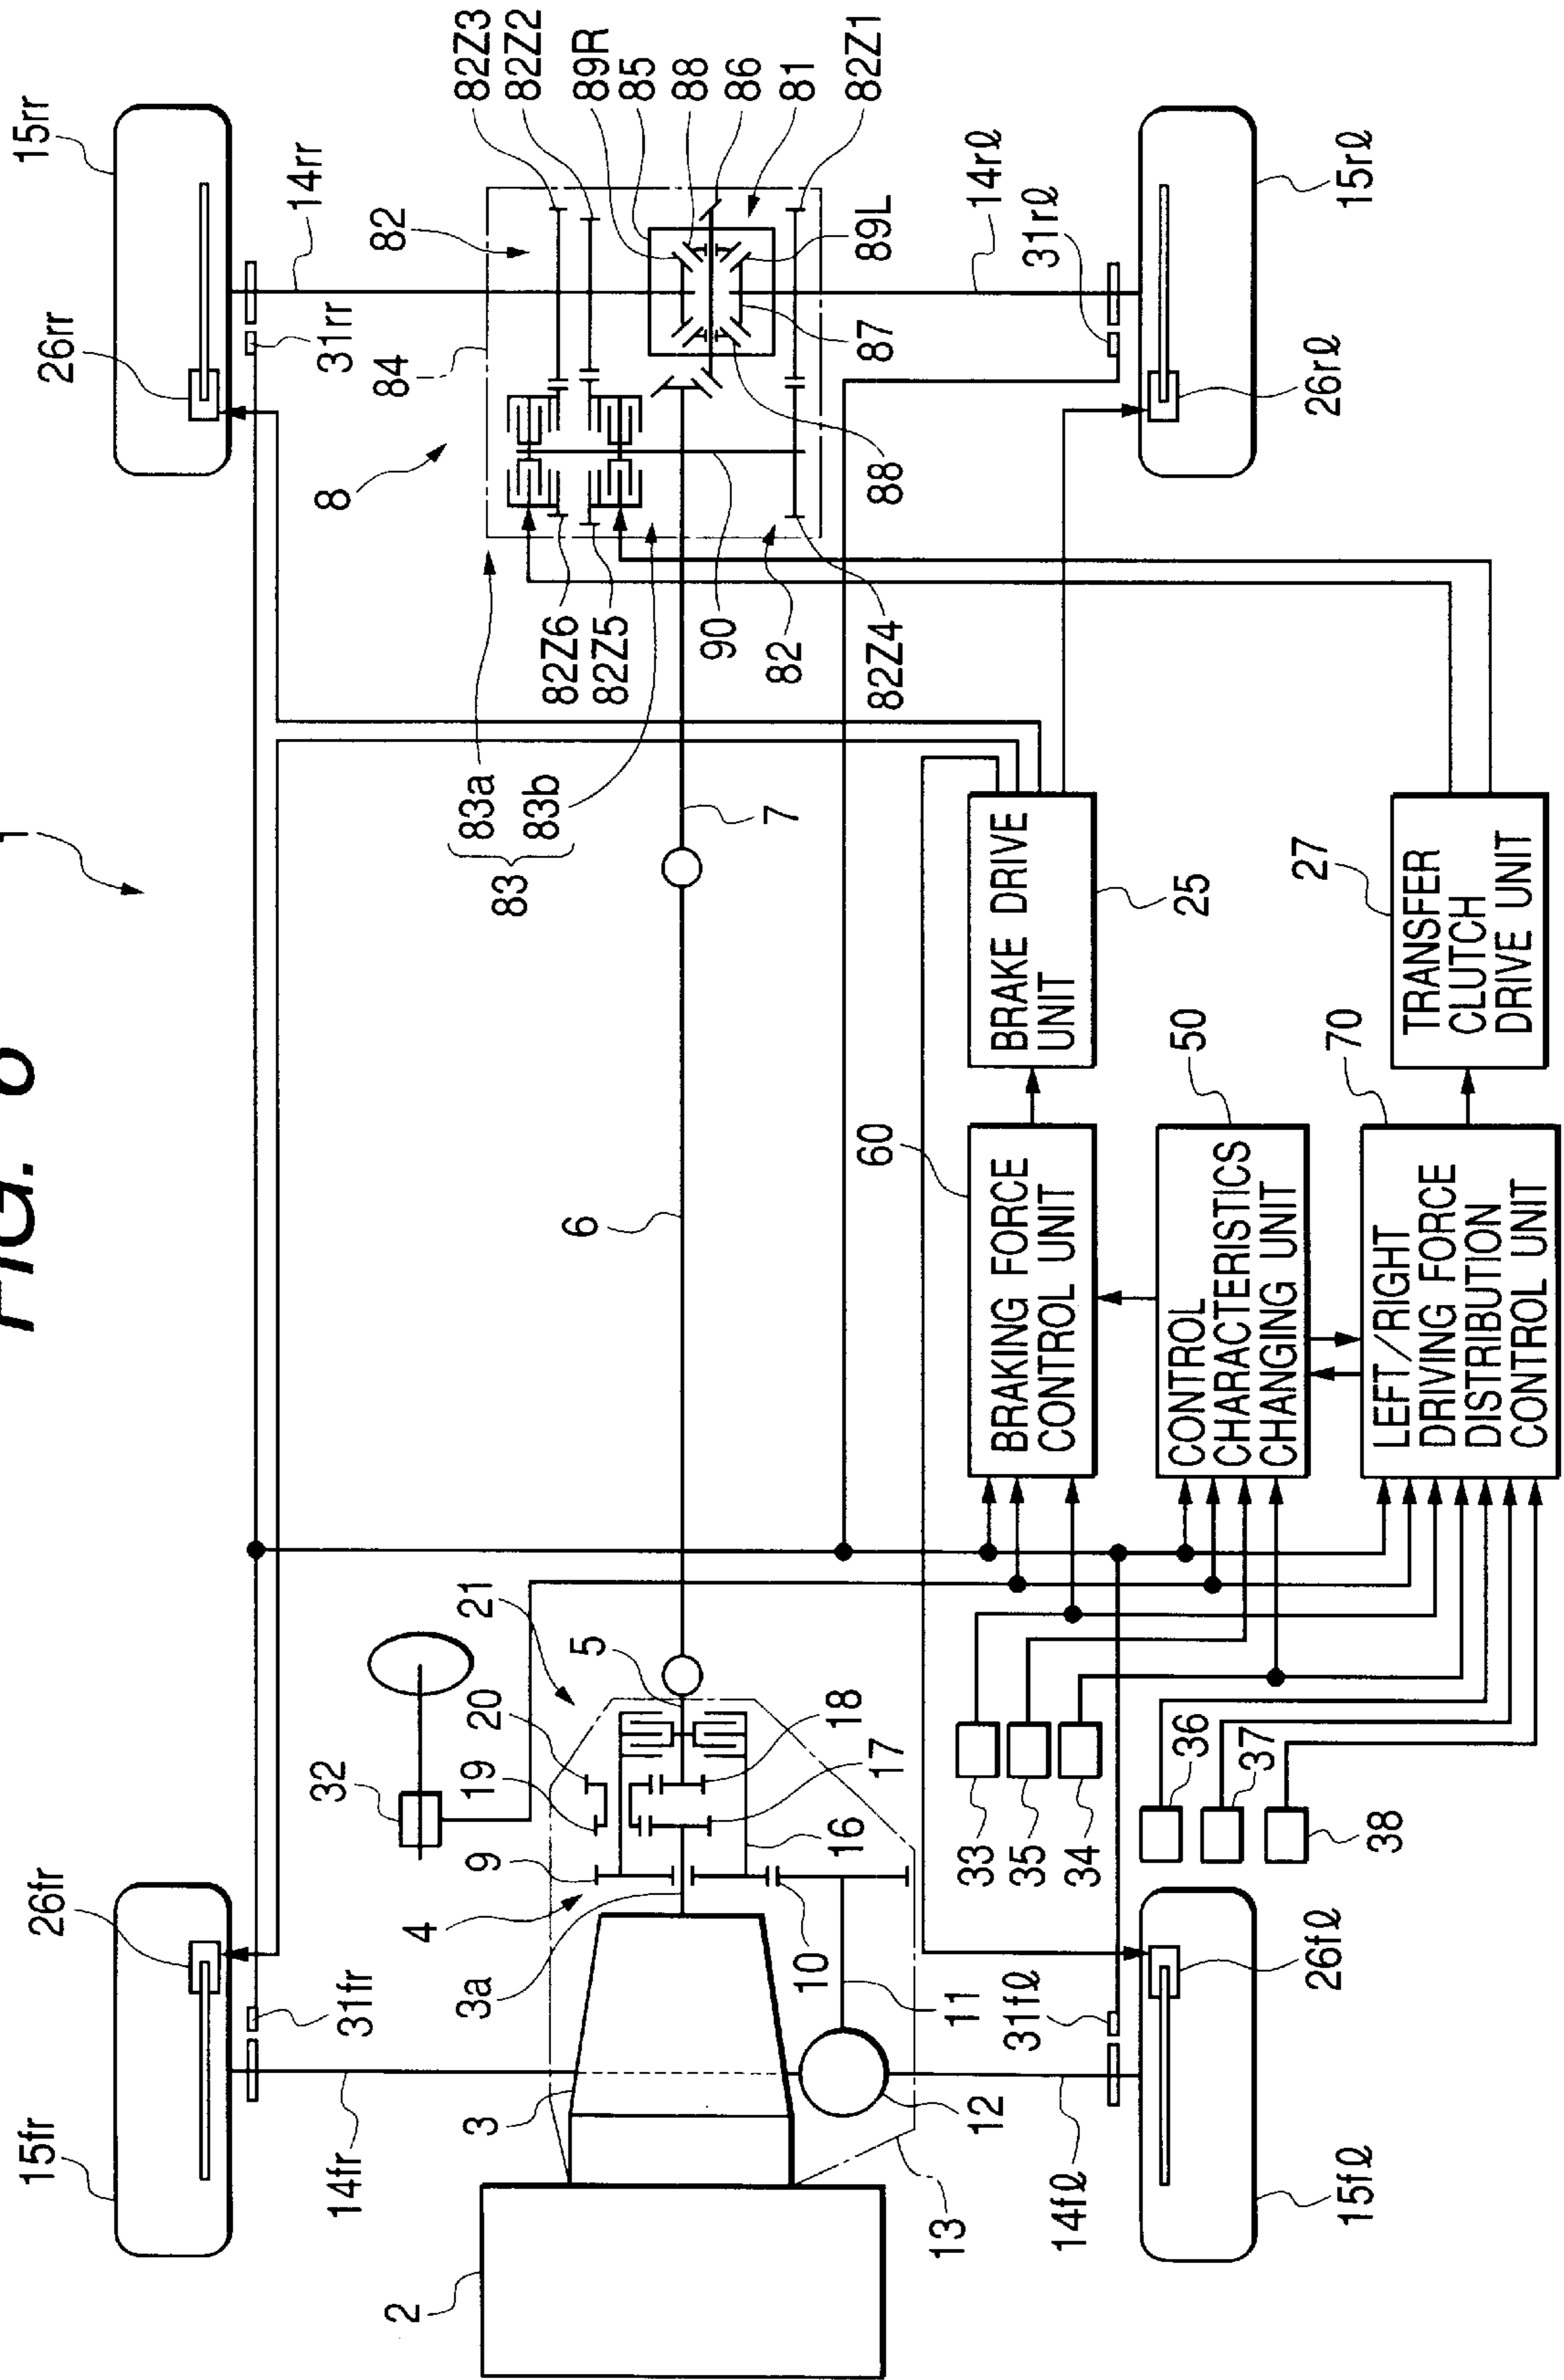 FIG.
1
15fr
26fr
15rr
26rr
14fr
31fr
32
31rr
14rr
2
3
3a
4
9
19
20
21
5
6
83
83a
83b
7
8
84
82
82Z3
82Z2
89R
85
88
86
81
82Z1
82Z6
82Z5
90
82
82Z4
88
87
89L
13
12
11
10
16
17
18
14fℓ
31fℓ
33
35
34
36
37
38
60
BRAKING FORCE
CONTROL UNIT
BRAKE DRIVE
UNIT
25
14rℓ
31rℓ
50
CONTROL
CHARACTERISTICS
CHANGING UNIT
15fℓ
26fℓ
26rℓ
15rℓ
70
LEFT/RIGHT
DRIVING FORCE
DISTRIBUTION
CONTROL UNIT
27
TRANSFER
CLUTCH
DRIVE UNIT